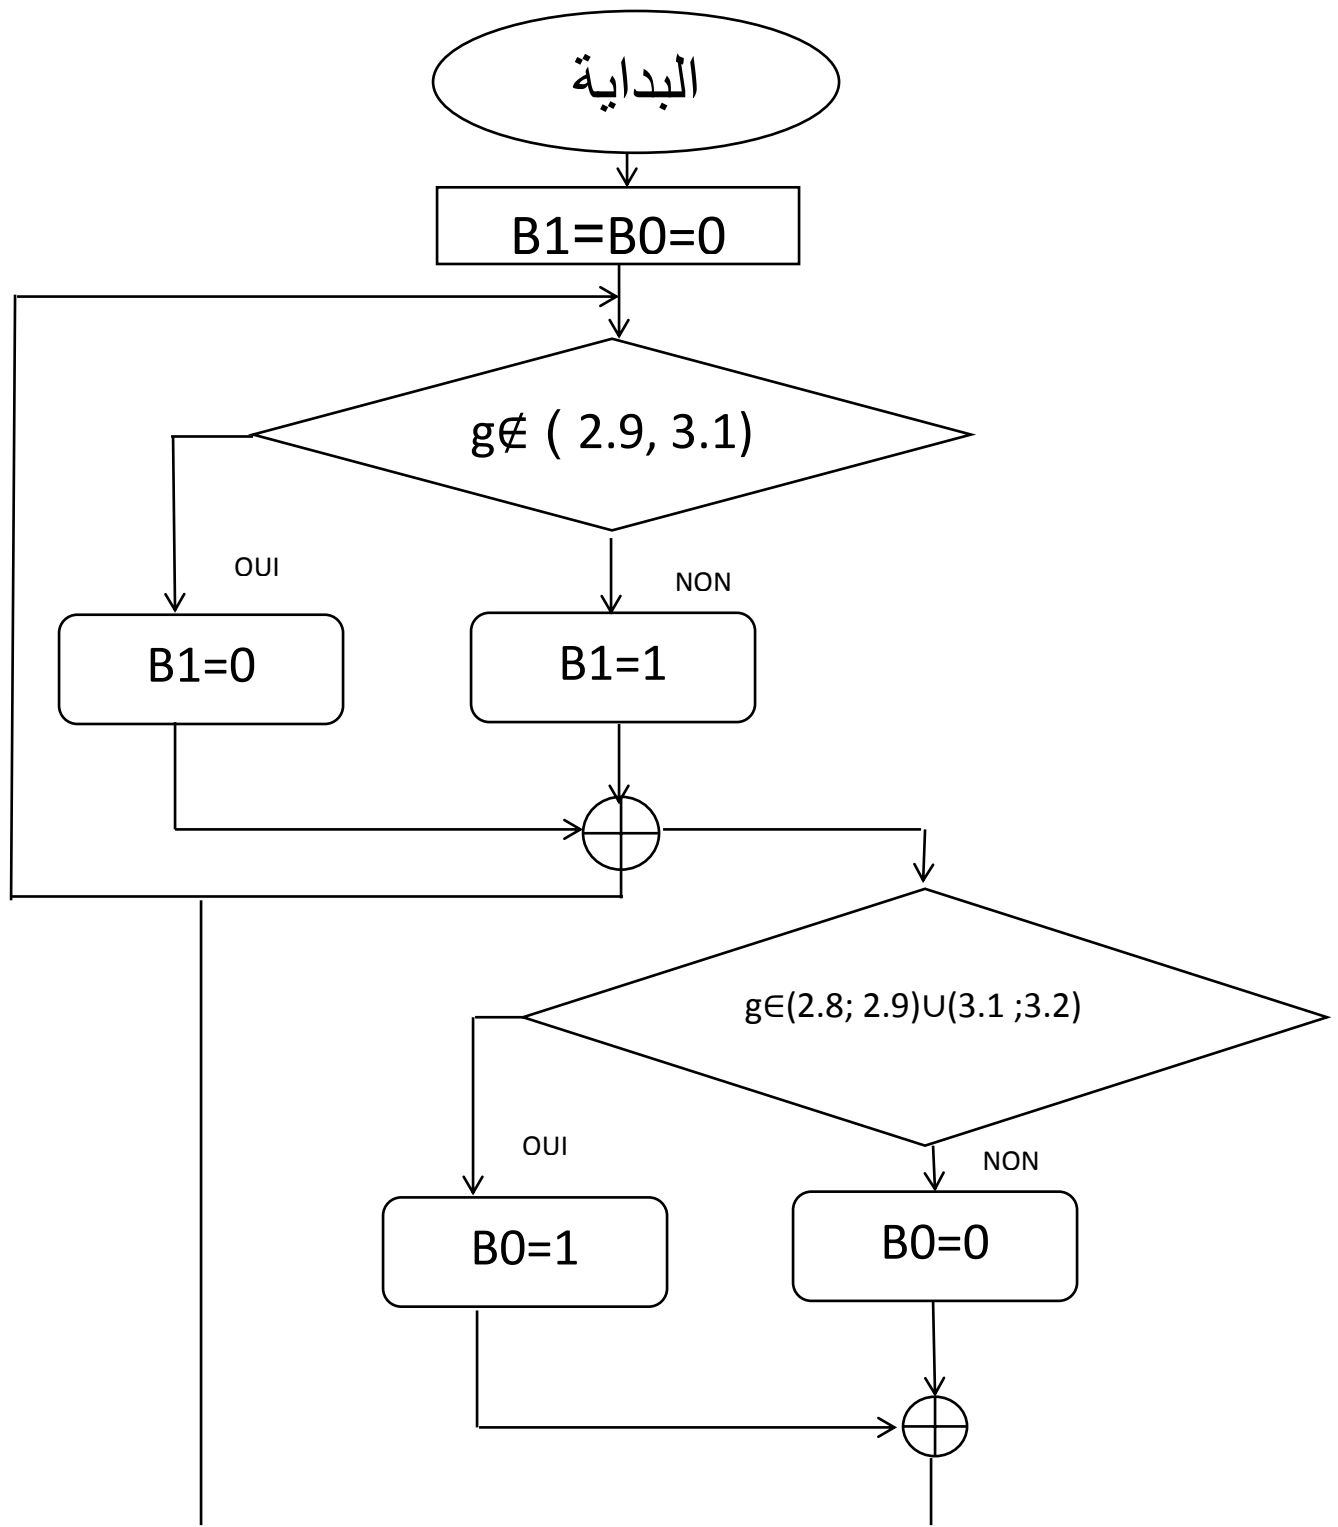 البداية
B1=B0=0
g∉ ( 2.9, 3.1)
OUI
NON
B1=0
B1=1
g∈(2.8; 2.9)∪(3.1 ;3.2)
OUI
NON
B0=1
B0=0